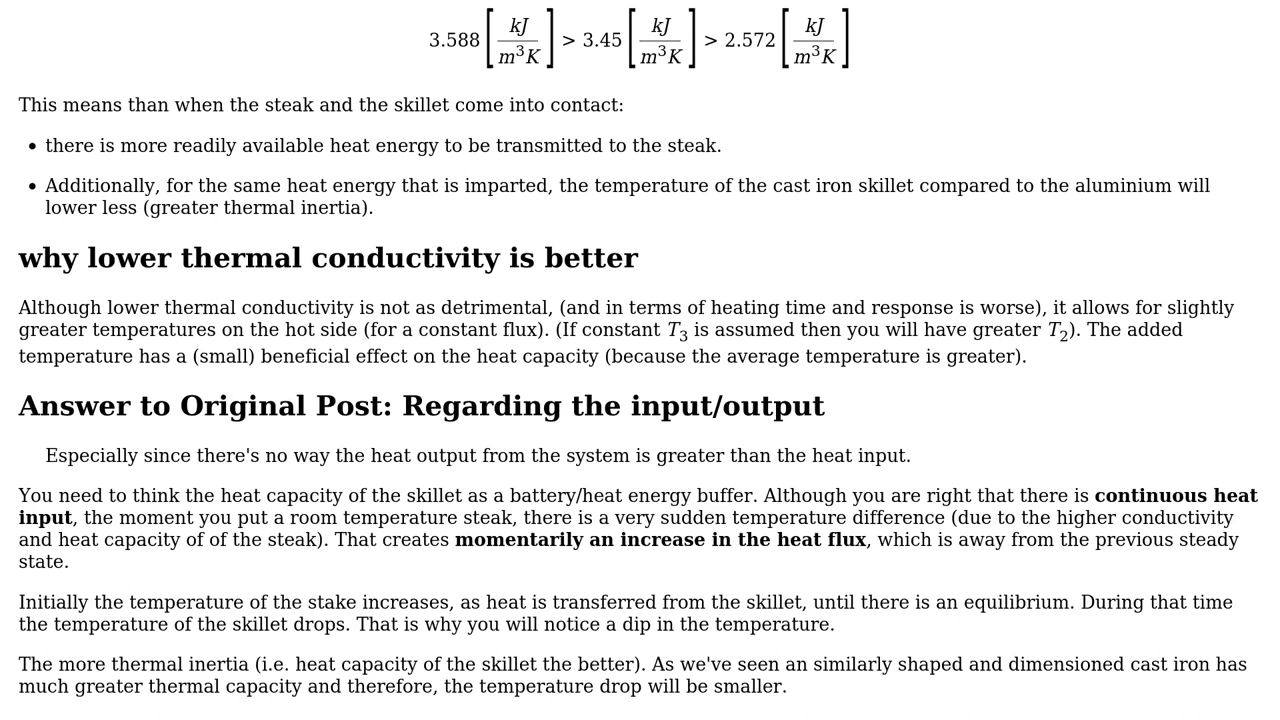 3.588 [kJ/m³K] > 3.45 [kJ/m³K] > 2.572 [kJ/m³K]
This means than when the steak and the skillet come into contact:
• there is more readily available heat energy to be transmitted to the steak.
• Additionally, for the same heat energy that is imparted, the temperature of the cast iron skillet compared to the aluminium will
lower less (greater thermal inertia).
why lower thermal conductivity is better
Although lower thermal conductivity is not as detrimental, (and in terms of heating time and response is worse), it allows for slightly
greater temperatures on the hot side (for a constant flux). (If constant T₃ is assumed then you will have greater T₂). The added
temperature has a (small) beneficial effect on the heat capacity (because the average temperature is greater).
Answer to Original Post: Regarding the input/output
Especially since there's no way the heat output from the system is greater than the heat input.
You need to think the heat capacity of the skillet as a battery/heat energy buffer. Although you are right that there is continuous heat
input, the moment you put a room temperature steak, there is a very sudden temperature difference (due to the higher conductivity
and heat capacity of of the steak). That creates momentarily an increase in the heat flux, which is away from the previous steady
state.
Initially the temperature of the stake increases, as heat is transferred from the skillet, until there is an equilibrium. During that time
the temperature of the skillet drops. That is why you will notice a dip in the temperature.
The more thermal inertia (i.e. heat capacity of the skillet the better). As we've seen an similarly shaped and dimensioned cast iron has
much greater thermal capacity and therefore, the temperature drop will be smaller.